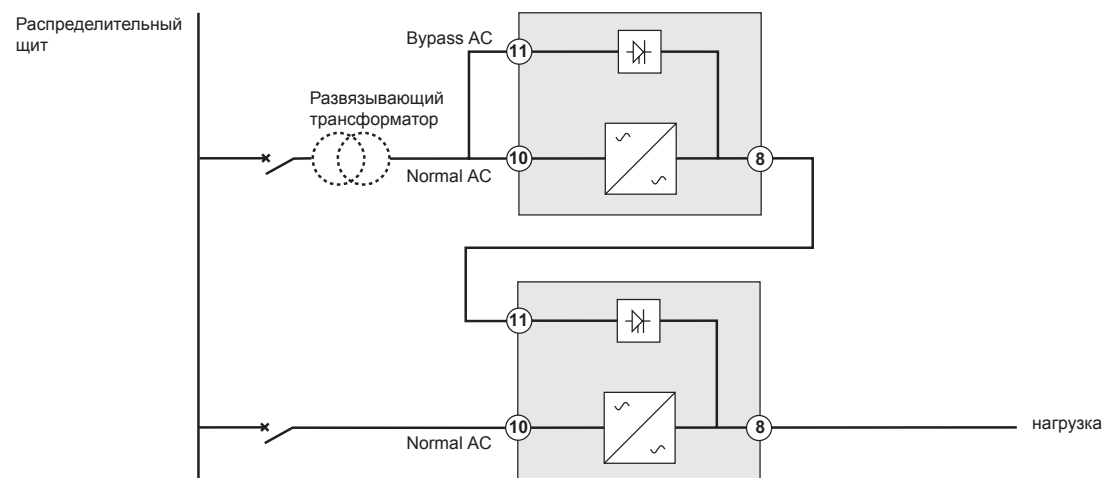 Распределительный
щит
Bypass AC
11
Развязывающий
трансформатор
10
8
Normal AC
11
10
8
нагрузка
Normal AC